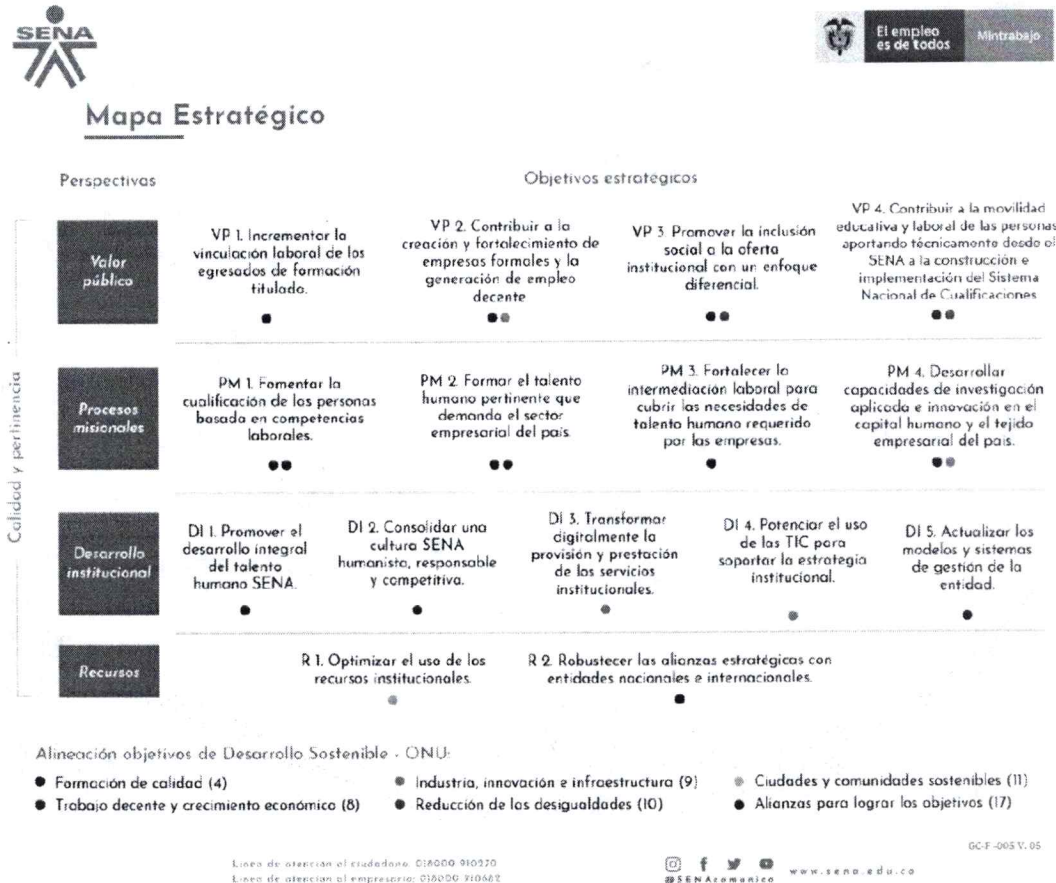 SENA
El empleo
es de todos
Mintrabajo
Mapa Estratégico
Perspectivas
Objetivos estratégicos
Calidad y pertinencia
Valor
público
VP 1. Incrementar la
vinculación laboral de los
egresados de formación
titulada.
VP 2. Contribuir a la
creación y fortalecimiento de
empresas formales y la
generación de empleo
decente
VP 3. Promover la inclusión
social a la oferta
institucional con un enfoque
diferencial.
VP 4. Contribuir a la movilidad
educativa y laboral de las personas
aportando técnicamente desde el
SENA a la construcción e
implementación del Sistema
Nacional de Cualificaciones
Procesos
misionales
PM 1. Fomentar la
cualificación de las personas
basada en competencias
laborales.
PM 2. Formar el talento
humano pertinente que
demanda el sector
empresarial del país.
PM 3. Fortalecer la
intermediación laboral para
cubrir las necesidades de
talento humano requerido
por las empresas.
PM 4. Desarrollar
capacidades de investigación
aplicada e innovación en el
capital humano y el tejido
empresarial del país.
Desarrollo
institucional
DI 1. Promover el
desarrollo integral
del talento
humano SENA.
DI 2. Consolidar una
cultura SENA
humanista, responsable
y competitiva.
DI 3. Transformar
digitalmente la
provisión y prestación
de los servicios
institucionales.
DI 4. Potenciar el uso
de las TIC para
soportar la estrategia
institucional.
DI 5. Actualizar los
modelos y sistemas
de gestión de la
entidad.
Recursos
R 1. Optimizar el uso de los
recursos institucionales.
R 2. Robustecer las alianzas estratégicas con
entidades nacionales e internacionales.
Alineación objetivos de Desarrollo Sostenible - ONU:
Formación de calidad (4)
Trabajo decente y crecimiento económico (8)
Industria, innovación e infraestructura (9)
Reducción de las desigualdades (10)
Ciudades y comunidades sostenibles (11)
Alianzas para lograr los objetivos (17)
GC-F -005 V. 05
Línea de atención al ciudadano: 018000 910270
Línea de atención al empresario: 018000 910682
@SENAcomunica
www.sena.edu.co